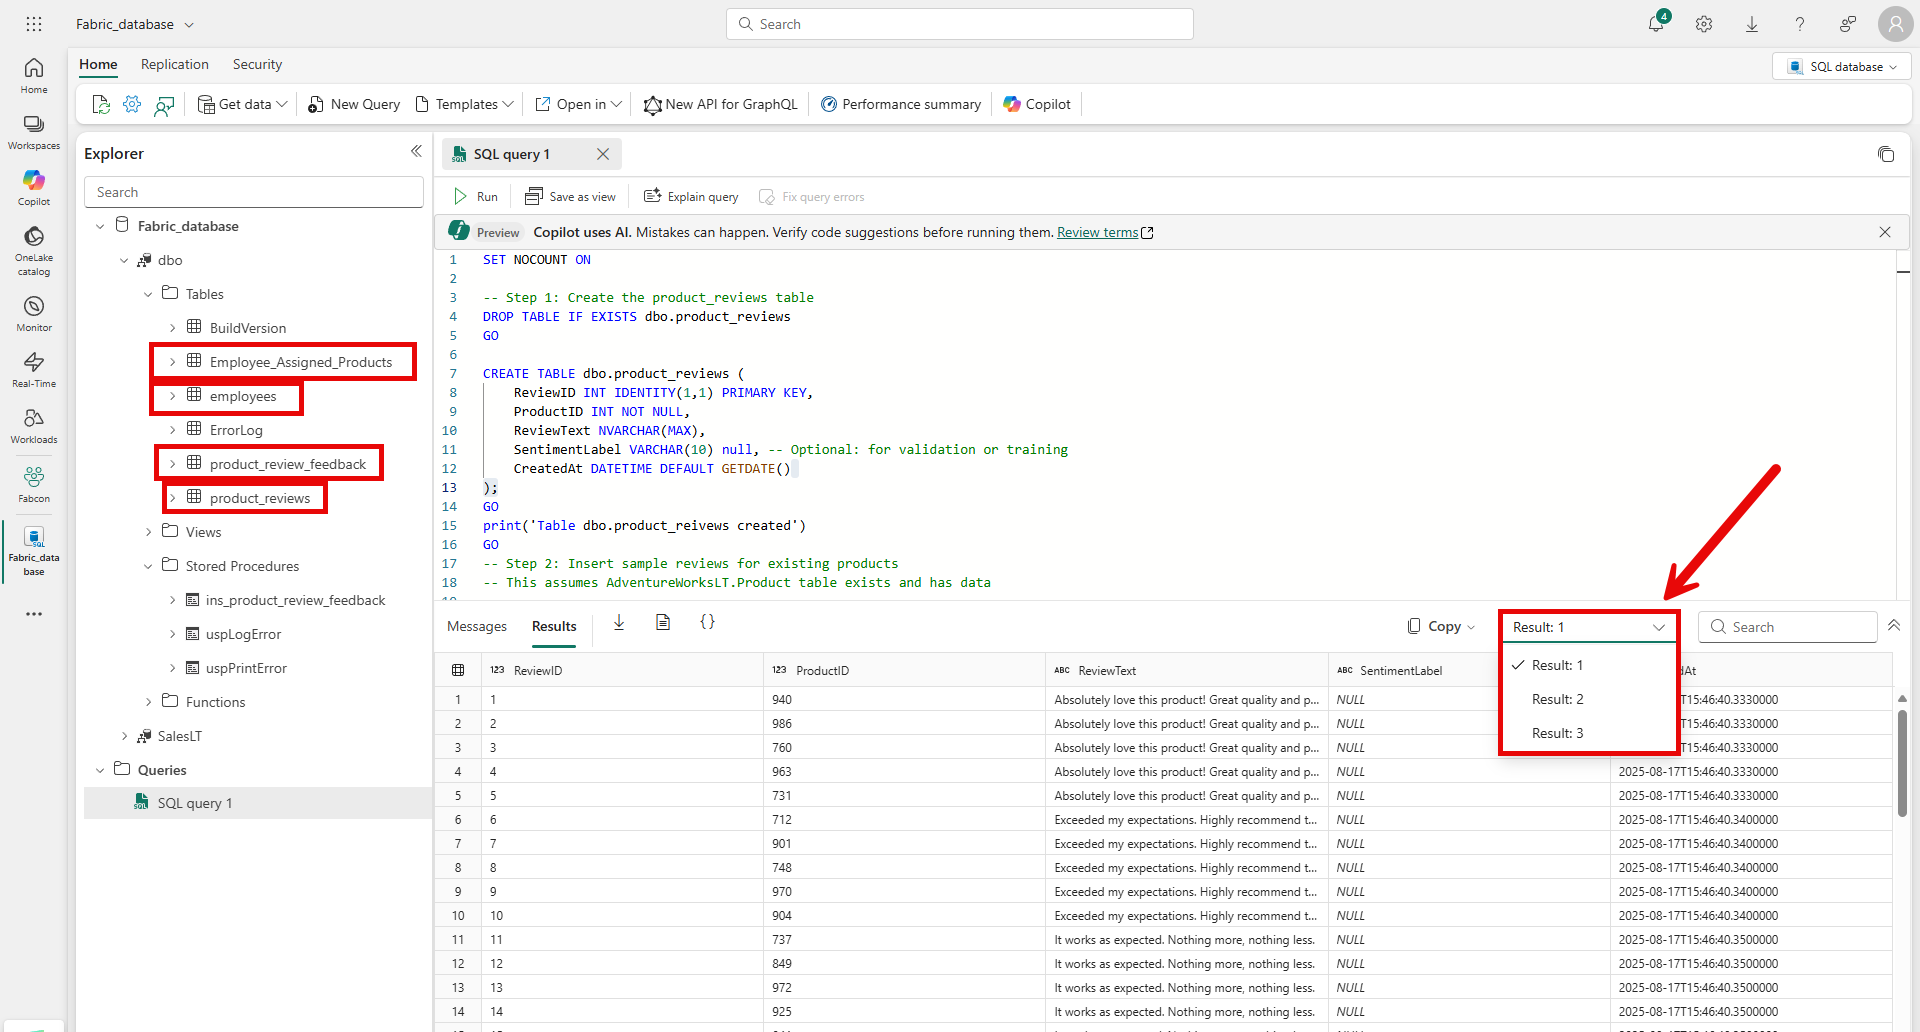 Fabric_database
Search
4
Home
Workspaces
Copilot
OneLake
catalog
Monitor
Real-Time
Workloads
Fabcon
Fabric_data
base
Home Replication Security
SQL database
Get data New Query Templates Open in New API for GraphQL Performance summary Copilot
Explorer
Search
Fabric_database
dbo
Tables
BuildVersion
Employee_Assigned_Products
employees
ErrorLog
product_review_feedback
product_reviews
Views
Stored Procedures
ins_product_review_feedback
uspLogError
uspPrintError
Functions
SalesLT
Queries
SQL query 1
SQL query 1
Run Save as view Explain query Fix query errors
Preview Copilot uses AI. Mistakes can happen. Verify code suggestions before running them. Review terms
1 SET NOCOUNT ON
2
3 -- Step 1: Create the product_reviews table
4 DROP TABLE IF EXISTS dbo.product_reviews
5 GO
6
7 CREATE TABLE dbo.product_reviews (
8 ReviewID INT IDENTITY(1,1) PRIMARY KEY,
9 ProductID INT NOT NULL,
10 ReviewText NVARCHAR(MAX),
11 SentimentLabel VARCHAR(10) null, -- Optional: for validation or training
12 CreatedAt DATETIME DEFAULT GETDATE()
13 );
14 GO
15 print('Table dbo.product_reivews created')
16 GO
17 -- Step 2: Insert sample reviews for existing products
18 -- This assumes AdventureWorksLT.Product table exists and has data
Messages Results {} Copy Result: 1 Search
Result: 1
Result: 2
Result: 3
123 ReviewID 123 ProductID ABC ReviewText ABC SentimentLabel
1 1 940 Absolutely love this product! Great quality and p... NULL T15:46:40.3330000
2 2 986 Absolutely love this product! Great quality and p... NULL T15:46:40.3330000
3 3 760 Absolutely love this product! Great quality and p... NULL T15:46:40.3330000
4 4 963 Absolutely love this product! Great quality and p... NULL 2025-08-17T15:46:40.3330000
5 5 731 Absolutely love this product! Great quality and p... NULL 2025-08-17T15:46:40.3330000
6 6 712 Exceeded my expectations. Highly recommend t... NULL 2025-08-17T15:46:40.3400000
7 7 901 Exceeded my expectations. Highly recommend t... NULL 2025-08-17T15:46:40.3400000
8 8 748 Exceeded my expectations. Highly recommend t... NULL 2025-08-17T15:46:40.3400000
9 9 970 Exceeded my expectations. Highly recommend t... NULL 2025-08-17T15:46:40.3400000
10 10 904 Exceeded my expectations. Highly recommend t... NULL 2025-08-17T15:46:40.3400000
11 11 737 It works as expected. Nothing more, nothing less. NULL 2025-08-17T15:46:40.3500000
12 12 849 It works as expected. Nothing more, nothing less. NULL 2025-08-17T15:46:40.3500000
13 13 972 It works as expected. Nothing more, nothing less. NULL 2025-08-17T15:46:40.3500000
14 14 925 It works as expected. Nothing more, nothing less. NULL 2025-08-17T15:46:40.3500000